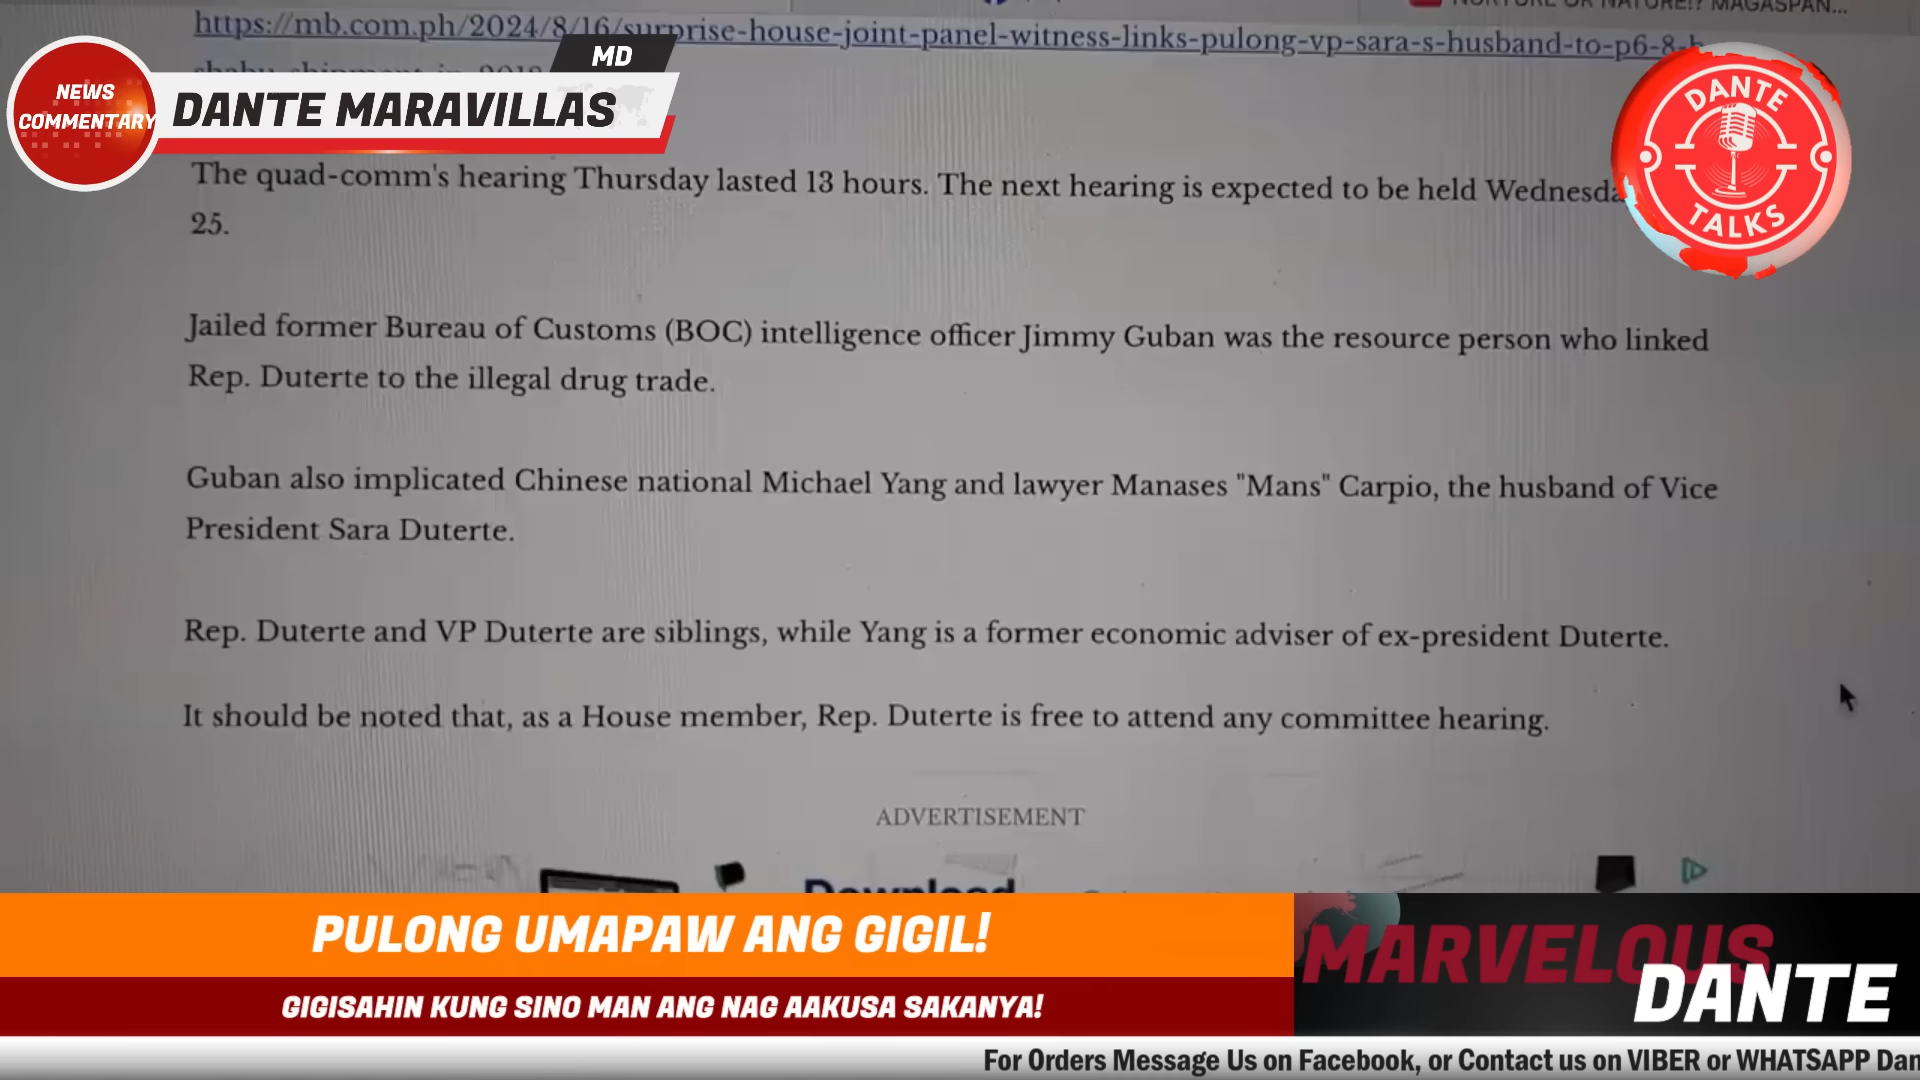 NURTURE OR NATURE!? MAGASPAN...
https://mb.com.ph/2024/8/16/surprise-house-joint-panel-witness-links-pulong-vp-sara-s-husband-to-p6-8-b
MD
NEWS
COMMENTARY
DANTE MARAVILLAS
DANTE
TALKS
The quad-comm's hearing Thursday lasted 13 hours. The next hearing is expected to be held
25.
Jailed former Bureau of Customs (BOC) intelligence officer Jimmy Guban was the resource person who linked
Rep. Duterte to the illegal drug trade.
Guban also implicated Chinese national Michael Yang and lawyer Manases "Mans" Carpio, the husband of Vice
President Sara Duterte.
Rep. Duterte and VP Duterte are siblings, while Yang is a former economic adviser of ex-president Duterte.
It should be noted that, as a House member, Rep. Duterte is free to attend any committee hearing.
ADVERTISEMENT
Download
PULONG UMAPAW ANG GIGIL!
GIGISAHIN KUNG SINO MAN ANG NAG AAKUSA SAKANYA!
MARVELOUS
DANTE
For Orders Message Us on Facebook, or Contact us on VIBER or WHATSAPP Dan